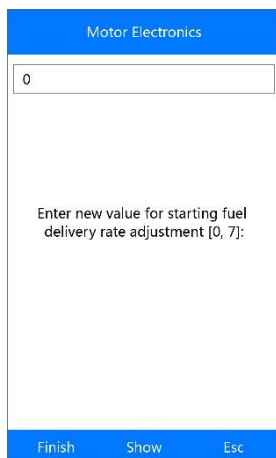 Motor Electronics
0
Enter new value for starting fuel
delivery rate adjustment [0, 7]:
Finish Show Esc